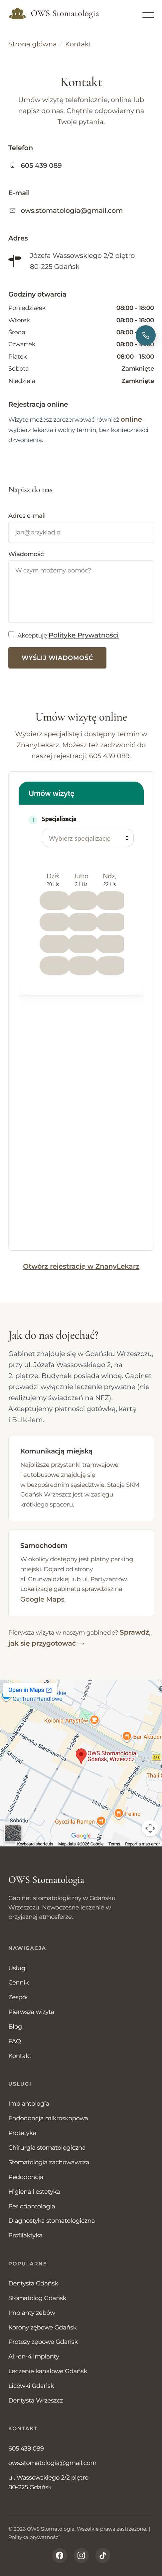 OWS Stomatologia
Strona główna / Kontakt
Kontakt
Umów wizytę telefonicznie, online lub
napisz do nas. Chętnie odpowiemy na
Twoje pytania.
Telefon
605 439 089
E-mail
ows.stomatologia@gmail.com
Adres
Józefa Wassowskiego 2/2 piętro
80-225 Gdańsk
Godziny otwarcia
Poniedziałek 08:00 - 18:00
Wtorek 08:00 - 18:00
Środa 08:00 -
Czwartek 08:00 - 18:00
Piątek 08:00 - 15:00
Sobota Zamknięte
Niedziela Zamknięte
Rejestracja online
Wizytę możesz zarezerwować również online -
wybierz lekarza i wolny termin, bez konieczności
dzwonienia.
Napisz do nas
Adres e-mail
jan@przyklad.pl
Wiadomość
W czym możemy pomóc?
Akceptuję Politykę Prywatności
WYŚLIJ WIADOMOŚĆ
Umów wizytę online
Wybierz specjalistę i dostępny termin w
ZnanyLekarz. Możesz też zadzwonić do
naszej rejestracji: 605 439 089.
Umów wizytę
1 Specjalizacja
Wybierz specjalizację
Dziś Jutro Ndz,
20 Lis 21 Lis 22 Lis
Otwórz rejestrację w ZnanyLekarz
Jak do nas dojechać?
Gabinet znajduje się w Gdańsku Wrzeszczu,
przy ul. Józefa Wassowskiego 2, na
2. piętrze. Budynek posiada windę. Gabinet
prowadzi wyłącznie leczenie prywatne (nie
realizujemy świadczeń na NFZ).
Akceptujemy płatności gotówką, kartą
i BLIK-iem.
Komunikacją miejską
Najbliższe przystanki tramwajowe
i autobusowe znajdują się
w bezpośrednim sąsiedztwie. Stacja SKM
Gdańsk Wrzeszcz jest w zasięgu
krótkiego spaceru.
Samochodem
W okolicy dostępny jest płatny parking
miejski. Dojazd od strony
al. Grunwaldzkiej lub ul. Partyzantów.
Lokalizację gabinetu sprawdzisz na
Google Maps.
Pierwsza wizyta w naszym gabinecie? Sprawdź,
jak się przygotować →
Open in Maps
Centrum Handlowe
Kolonia Artystów
Bar Akade
OWS Stomatologia
Gdańsk, Wrzeszcz
Felino
Gyozilla Ramen
Google
Keyboard shortcuts Map data ©2026 Google Terms Report a map error
OWS Stomatologia
Gabinet stomatologiczny w Gdańsku
Wrzeszczu. Nowoczesne leczenie w
przyjaznej atmosferze.
NAWIGACJA
Usługi
Cennik
Zespół
Pierwsza wizyta
Blog
FAQ
Kontakt
USŁUGI
Implantologia
Endodoncja mikroskopowa
Protetyka
Chirurgia stomatologiczna
Stomatologia zachowawcza
Pedodoncja
Higiena i estetyka
Periodontologia
Diagnostyka stomatologiczna
Profilaktyka
POPULARNE
Dentysta Gdańsk
Stomatolog Gdańsk
Implanty zębów
Korony zębowe Gdańsk
Protezy zębowe Gdańsk
All-on-4 implanty
Leczenie kanałowe Gdańsk
Licówki Gdańsk
Dentysta Wrzeszcz
KONTAKT
605 439 089
ows.stomatologia@gmail.com
ul. Wassowskiego 2/2 piętro
80-225 Gdańsk
© 2026 OWS Stomatologia. Wszelkie prawa zastrzeżone. |
Polityka prywatności